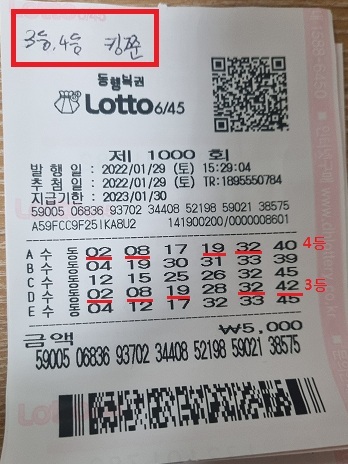 3등, 4등 킹쭌
동행복권
Lotto 6/45
제 1000 회
발 행 일 : 2022/01/29 (토) 15:29:04
추 첨 일 : 2022/01/29 (토) TR:1895550784
지급기한 : 2023/01/30
59005 06836 93702 34408 52198 59021 38575
A59FCC9F25|KA8U2 141900200/0000008601
A 수 동 02 08 17 19 32 40 4등
B 수 동 04 19 30 31 33 39
C 수 동 12 15 25 26 32 45
D 수 동 02 08 19 28 32 42 3등
E 수 동 04 12 17 32 33 45
금액 ₩5,000
59005 06836 93702 34408 52198 59021 38575